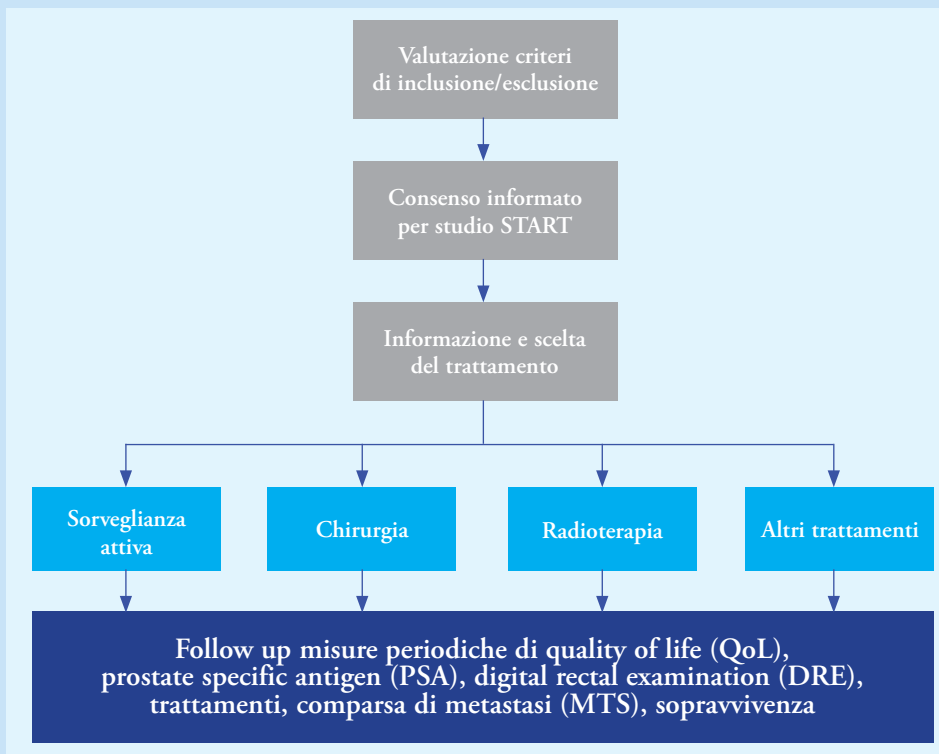 Valutazione criteri
di inclusione/esclusione
Consenso informato
per studio START
Informazione e scelta
del trattamento
Sorveglianza
attiva
Chirurgia
Radioterapia
Altri trattamenti
Follow up misure periodiche di quality of life (QoL),
prostate specific antigen (PSA), digital rectal examination (DRE),
trattamenti, comparsa di metastasi (MTS), sopravvivenza